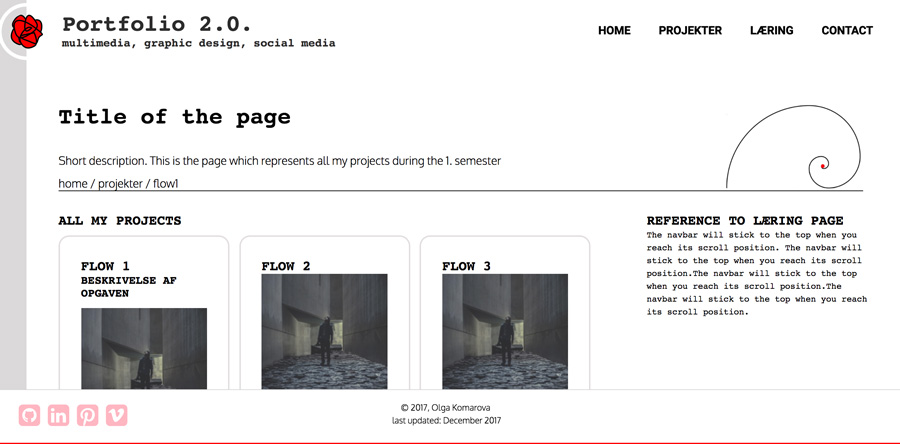 Portfolio 2.0.
multimedia, graphic design, social media
HOME PROJEKTER LÆRING CONTACT
Title of the page
Short description. This is the page which represents all my projects during the 1. semester
home / projekter / flow1
ALL MY PROJECTS
FLOW 1
BESKRIVELSE AF
OPGAVEN
FLOW 2
FLOW 3
REFERENCE TO LÆRING PAGE
The navbar will stick to the top when you
reach its scroll position. The navbar will
stick to the top when you reach its scroll
position.The navbar will stick to the top
when you reach its scroll position.The
navbar will stick to the top when you reach
its scroll position.
in
© 2017, Olga Komarova
last updated: December 2017